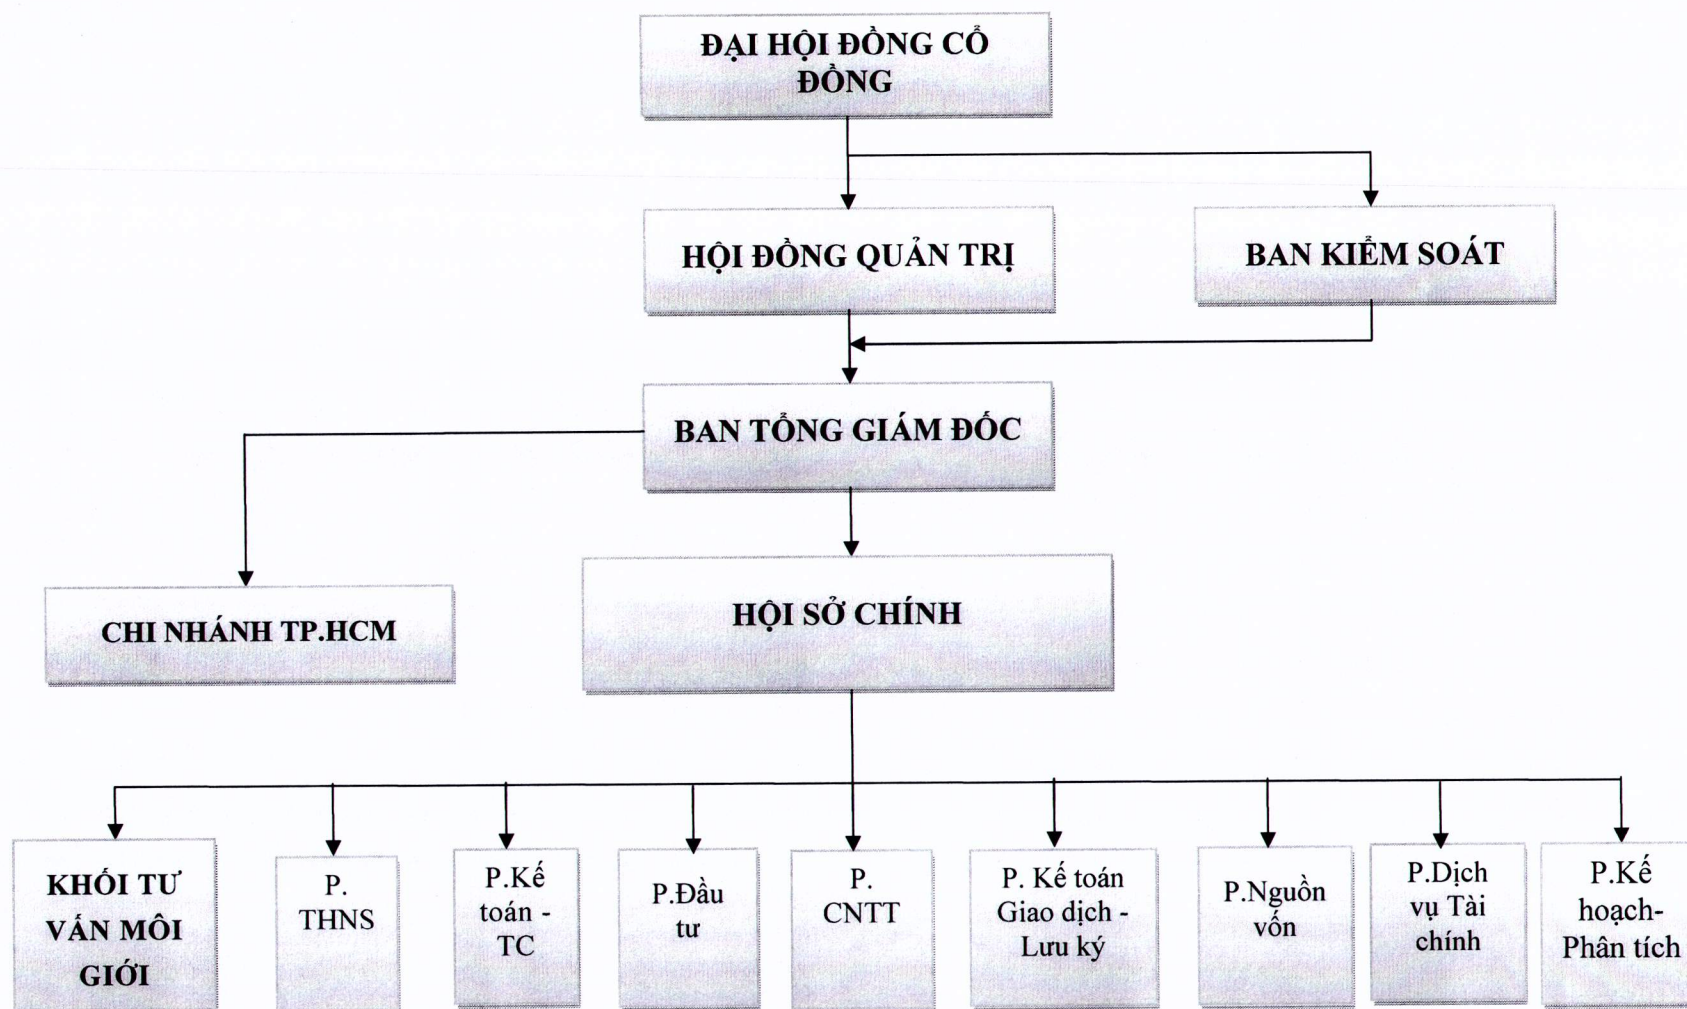 ĐẠI HỘI ĐỒNG CỔ
ĐỒNG
HỘI ĐỒNG QUẢN TRỊ
BAN KIỂM SOÁT
BAN TỔNG GIÁM ĐỐC
CHI NHÁNH TP.HCM
HỘI SỞ CHÍNH
KHỐI TƯ
VẤN MÔI
GIỚI
P.
THNS
P.Kế
toán -
TC
P.Đầu
tư
P.
CNTT
P. Kế toán
Giao dịch -
Lưu ký
P.Nguồn
vốn
P.Dịch
vụ Tài
chính
P.Kế
hoạch-
Phân tích